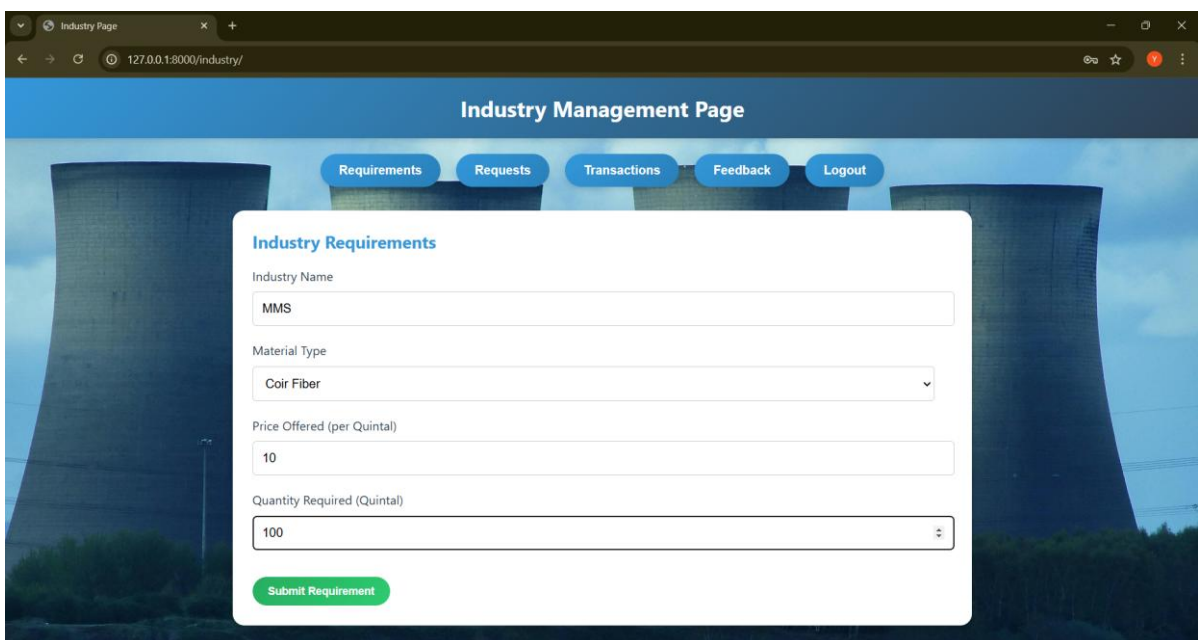 Industry Page
127.0.0.1:8000/industry/
Y
Industry Management Page
Requirements Requests Transactions Feedback Logout
Industry Requirements
Industry Name
MMS
Material Type
Coir Fiber
Price Offered (per Quintal)
10
Quantity Required (Quintal)
100
Submit Requirement